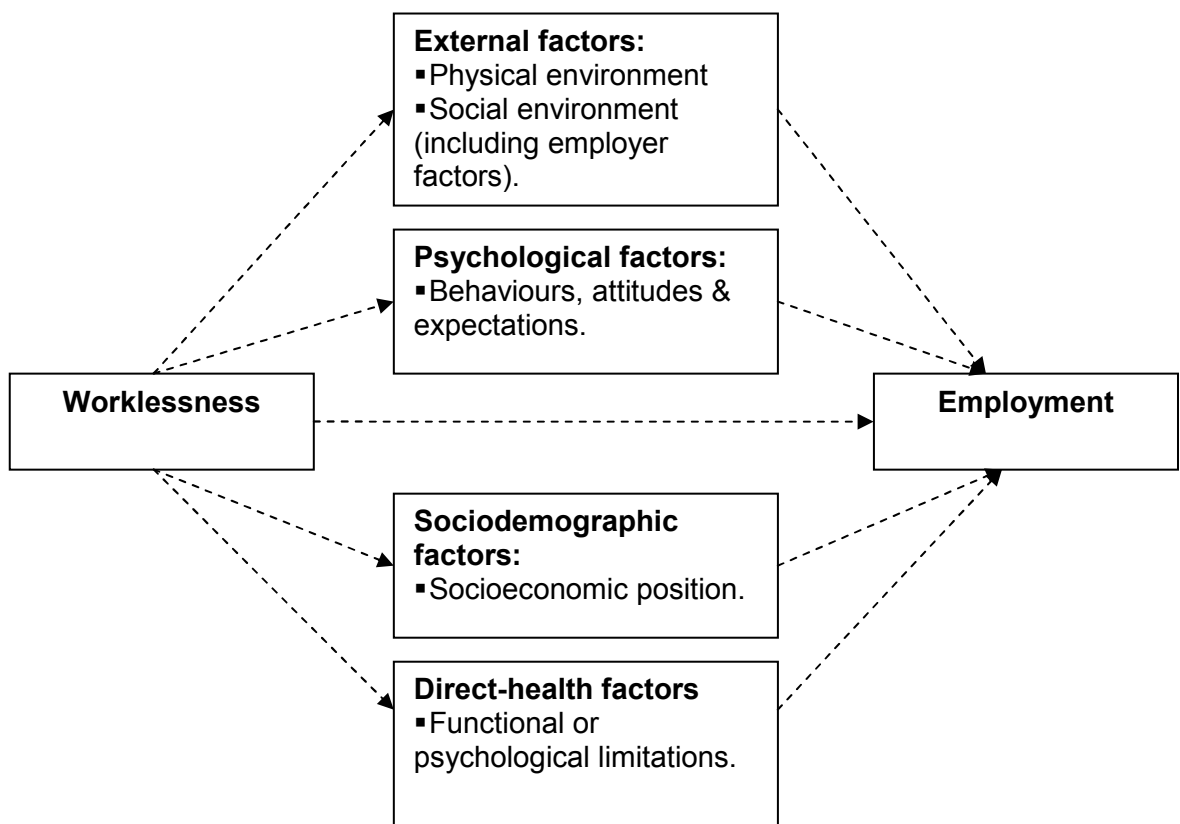 External factors:
▪Physical environment
▪Social environment
(including employer
factors).
Psychological factors:
▪Behaviours, attitudes &
expectations.
Worklessness
Employment
Sociodemographic
factors:
▪Socioeconomic position.
Direct-health factors
▪Functional or
psychological limitations.